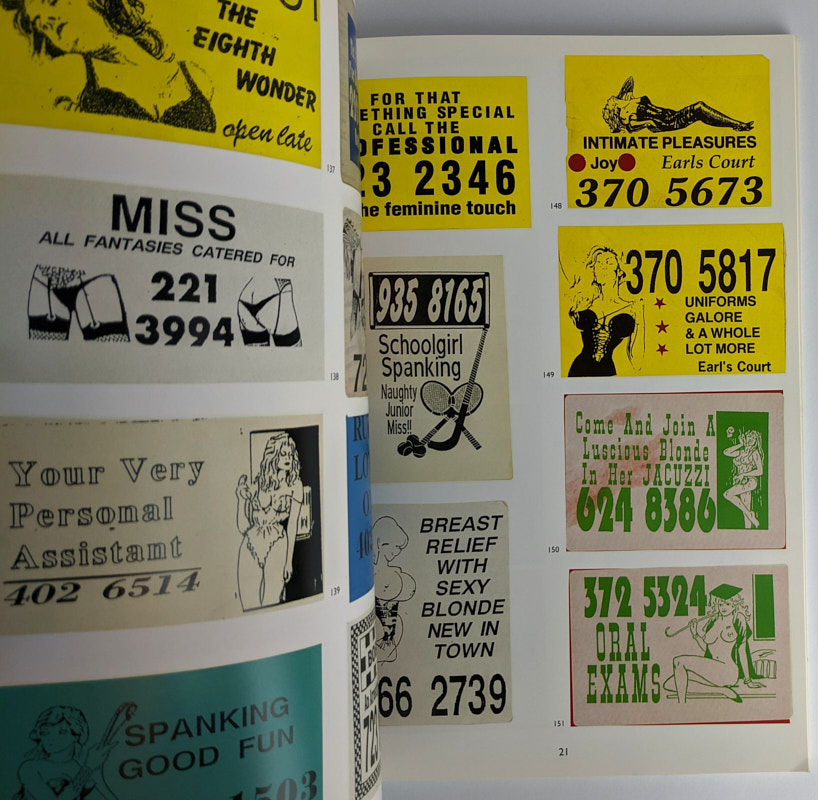 THE
EIGHTH
WONDER
open late
137
MISS
ALL FANTASIES CATERED FOR
221
3994
138
Your Very
Personal
Assistant
402 6514
139
SPANKING
GOOD FUN
1503
FOR THAT
SPECIAL
CALL THE
2346
feminine touch
935 8165
Schoolgirl
Spanking
Naughty
Junior
Miss!!
BREAST
RELIEF
WITH
SEXY
BLONDE
NEW IN
TOWN
66 2739
INTIMATE PLEASURES
Joy Earls Court
370 5673
148
370 5817
UNIFORMS
GALORE
& A WHOLE
LOT MORE
Earl's Court
149
Come And Join A
Luscious Blonde
In Her JACUZZI
624 8386
150
372 5324
ORAL
EXAMS
151
21